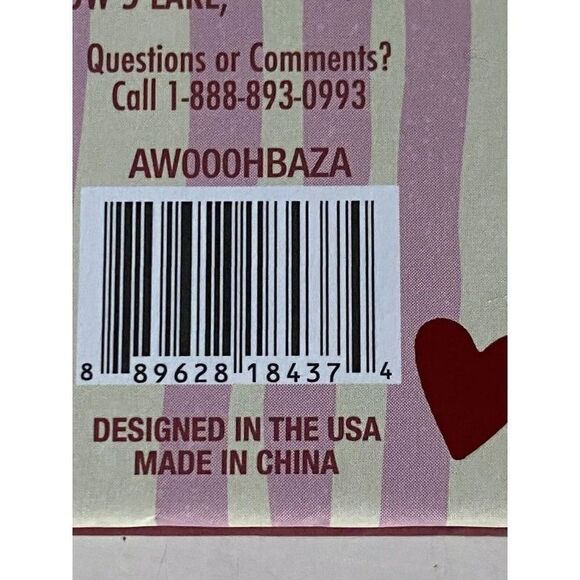 Questions or Comments?
Call 1-888-893-0993
AW000HBAZA
8 89628 18437 4
DESIGNED IN THE USA
MADE IN CHINA